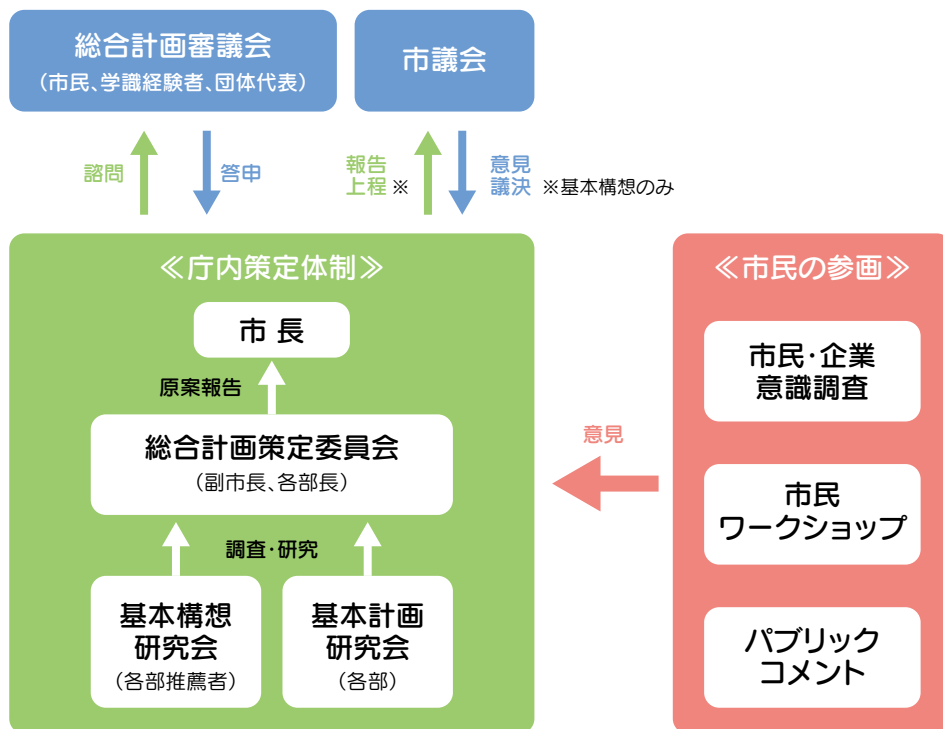 総合計画審議会
（市民、学識経験者、団体代表）
市議会
諮問
答申
報告
上程 ※
意見
議決 ※基本構想のみ
≪庁内策定体制≫
市 長
原案報告
総合計画策定委員会
（副市長、各部長）
調査・研究
基本構想
研究会
（各部推薦者）
基本計画
研究会
（各部）
意見
≪市民の参画≫
市民・企業
意識調査
市民
ワークショップ
パブリック
コメント